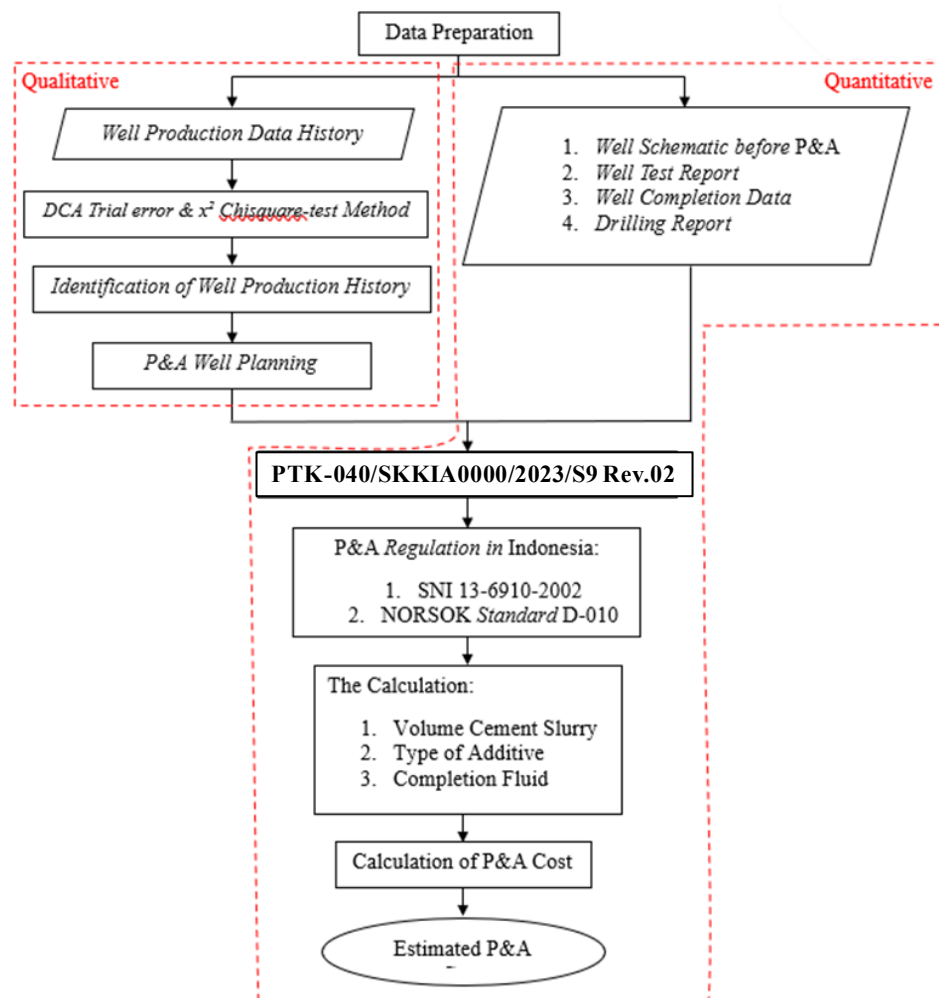 Data Preparation
Qualitative
Quantitative
Well Production Data History
DCA Trial error & x² Chisquare-test Method
Identification of Well Production History
P&A Well Planning
1. Well Schematic before P&A
2. Well Test Report
3. Well Completion Data
4. Drilling Report
PTK-040/SKKIA0000/2023/S9 Rev.02
P&A Regulation in Indonesia:
1. SNI 13-6910-2002
2. NORSOK Standard D-010
The Calculation:
1. Volume Cement Slurry
2. Type of Additive
3. Completion Fluid
Calculation of P&A Cost
Estimated P&A